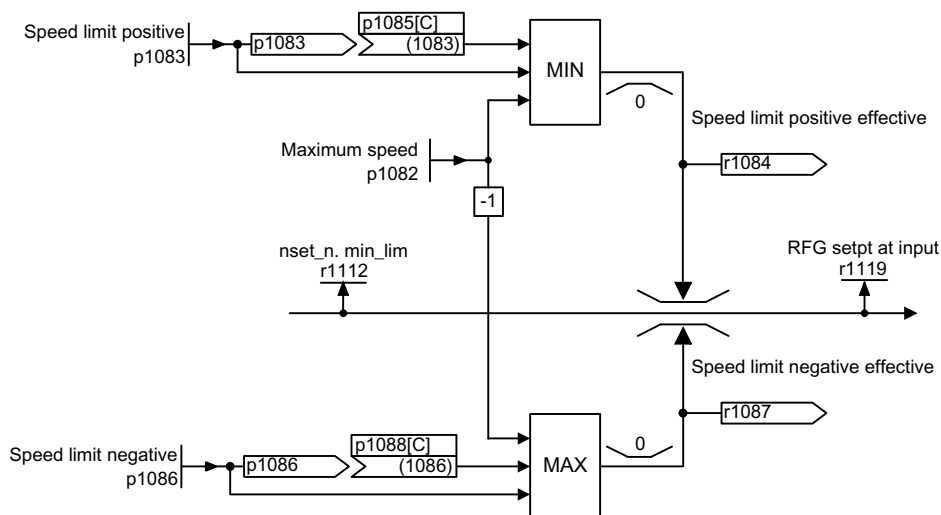 p1085[C]
Speed limit positive
p1083
p1083
(1083)
MIN
0
Speed limit positive effective
Maximum speed
p1082
r1084
-1
nset_n. min_lim
r1112
RFG setpt at input
r1119
Speed limit negative effective
r1087
p1088[C]
Speed limit negative
p1086
p1086
(1086)
MAX
0